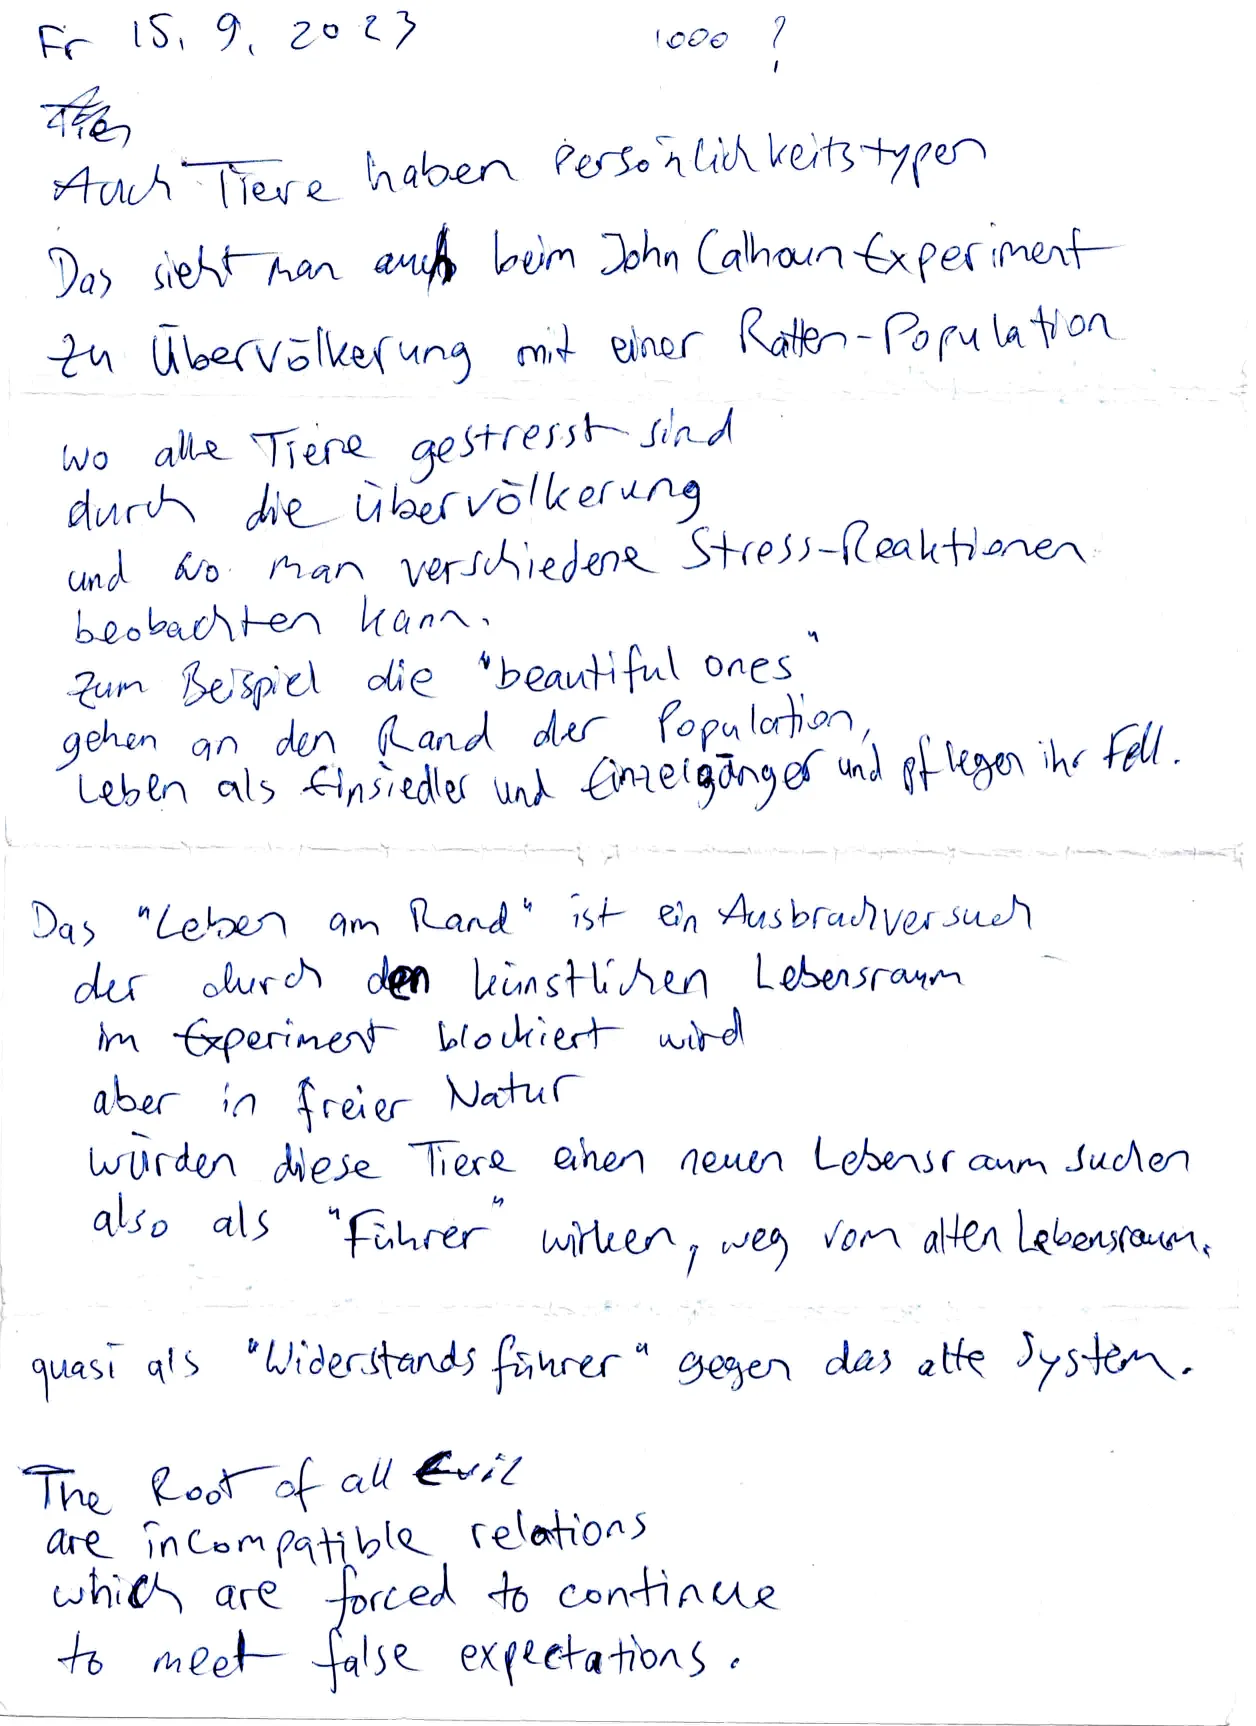 Fr 15. 9. 2023 1000 ?
Auch Tiere haben Persönlichkeitstypen
Das sieht man auch beim John Calhoun Experiment
zu Übervölkerung mit einer Ratten-Population
wo alle Tiere gestresst sind
durch die Übervölkerung
und wo man verschiedene Stress-Reaktionen
beobachten kann.
Zum Beispiel die "beautiful ones"
gehen an den Rand der Population,
Leben als Einsiedler und Einzelgänger und pflegen ihr Fell.
Das "Leben am Rand" ist ein Ausbruchversuch
der durch den künstlichen Lebensraum
im Experiment blockiert wird
aber in freier Natur
würden diese Tiere einen neuen Lebensraum suchen
also als "Führer" wirken, weg vom alten Lebensraum.
quasi als "Widerstandsführer" gegen das alte System.
The Root of all Evil
are incompatible relations
which are forced to continue
to meet false expectations.